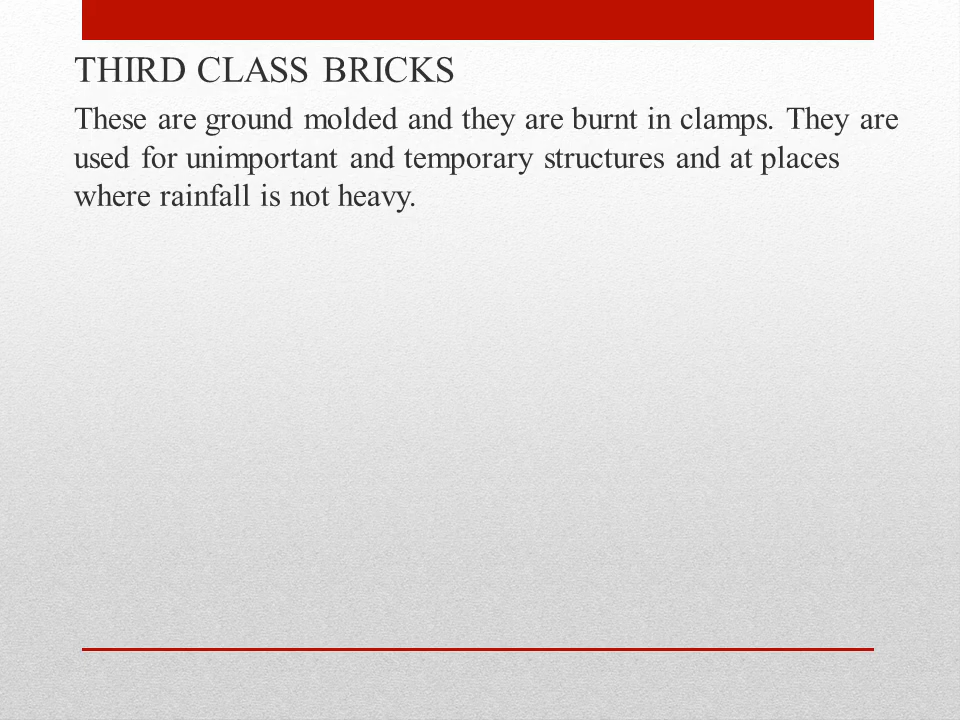 THIRD CLASS BRICKS
These are ground molded and they are burnt in clamps. They are
used for unimportant and temporary structures and at places
where rainfall is not heavy.